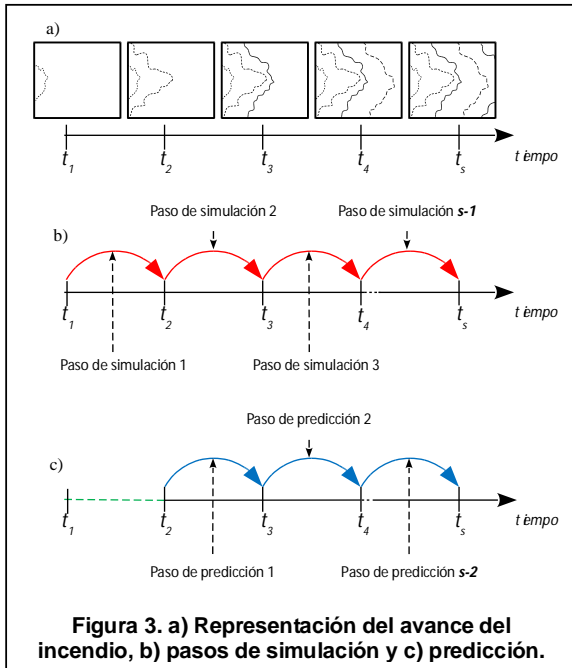 a)
t1 t2 t3 t4 ts tiempo
Paso de simulación 2 Paso de simulación s-1
b)
t1 t2 t3 t4 ts tiempo
Paso de simulación 1 Paso de simulación 3
Paso de predicción 2
c)
t1 t2 t3 t4 ts tiempo
Paso de predicción 1 Paso de predicción s-2
Figura 3. a) Representación del avance del
incendio, b) pasos de simulación y c) predicción.